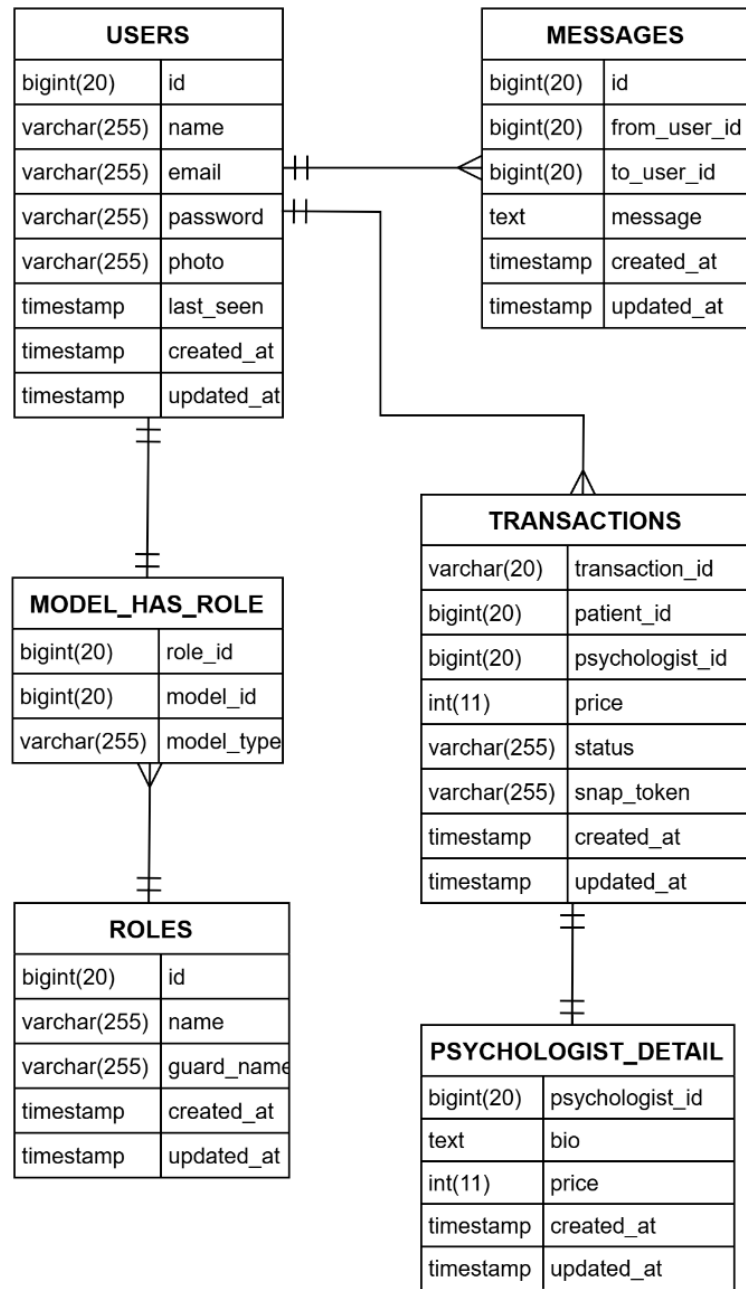 USERS
bigint(20) id
varchar(255) name
varchar(255) email
varchar(255) password
varchar(255) photo
timestamp last_seen
timestamp created_at
timestamp updated_at
MESSAGES
bigint(20) id
bigint(20) from_user_id
bigint(20) to_user_id
text message
timestamp created_at
timestamp updated_at
MODEL_HAS_ROLE
bigint(20) role_id
bigint(20) model_id
varchar(255) model_type
TRANSACTIONS
varchar(20) transaction_id
bigint(20) patient_id
bigint(20) psychologist_id
int(11) price
varchar(255) status
varchar(255) snap_token
timestamp created_at
timestamp updated_at
ROLES
bigint(20) id
varchar(255) name
varchar(255) guard_name
timestamp created_at
timestamp updated_at
PSYCHOLOGIST_DETAIL
bigint(20) psychologist_id
text bio
int(11) price
timestamp created_at
timestamp updated_at